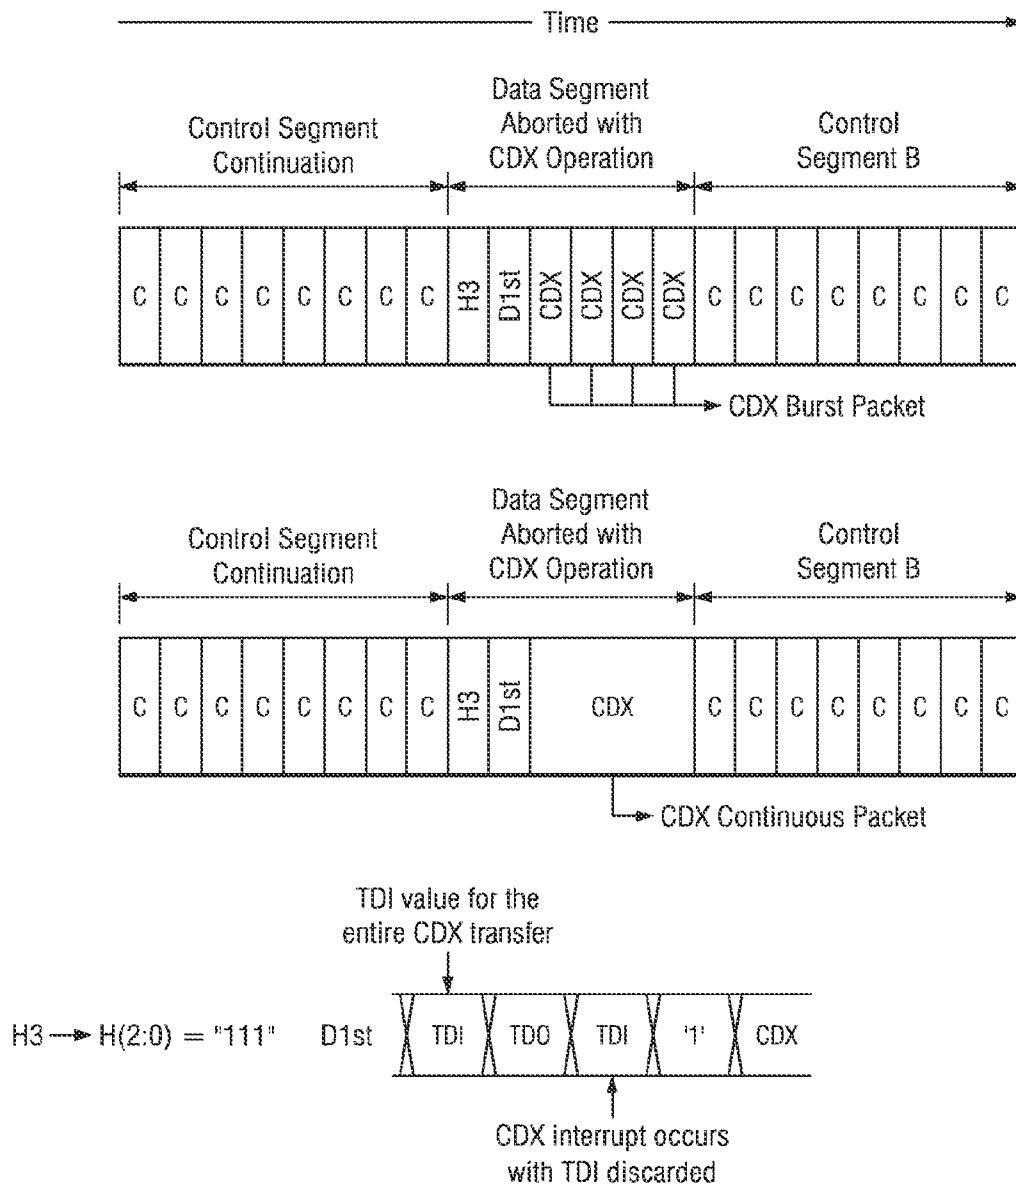 Time
Control Segment
Continuation
Data Segment
Aborted with
CDX Operation
Control
Segment B
C C C C C C C C H3 D1st CDX CDX CDX CDX C C C C C C C C
CDX Burst Packet
Control Segment
Continuation
Data Segment
Aborted with
CDX Operation
Control
Segment B
C C C C C C C C H3 D1st CDX C C C C C C C C
CDX Continuous Packet
TDI value for the
entire CDX transfer
H3 H(2:0) = "111" D1st TDI TDO TDI '1' CDX
CDX interrupt occurs
with TDI discarded